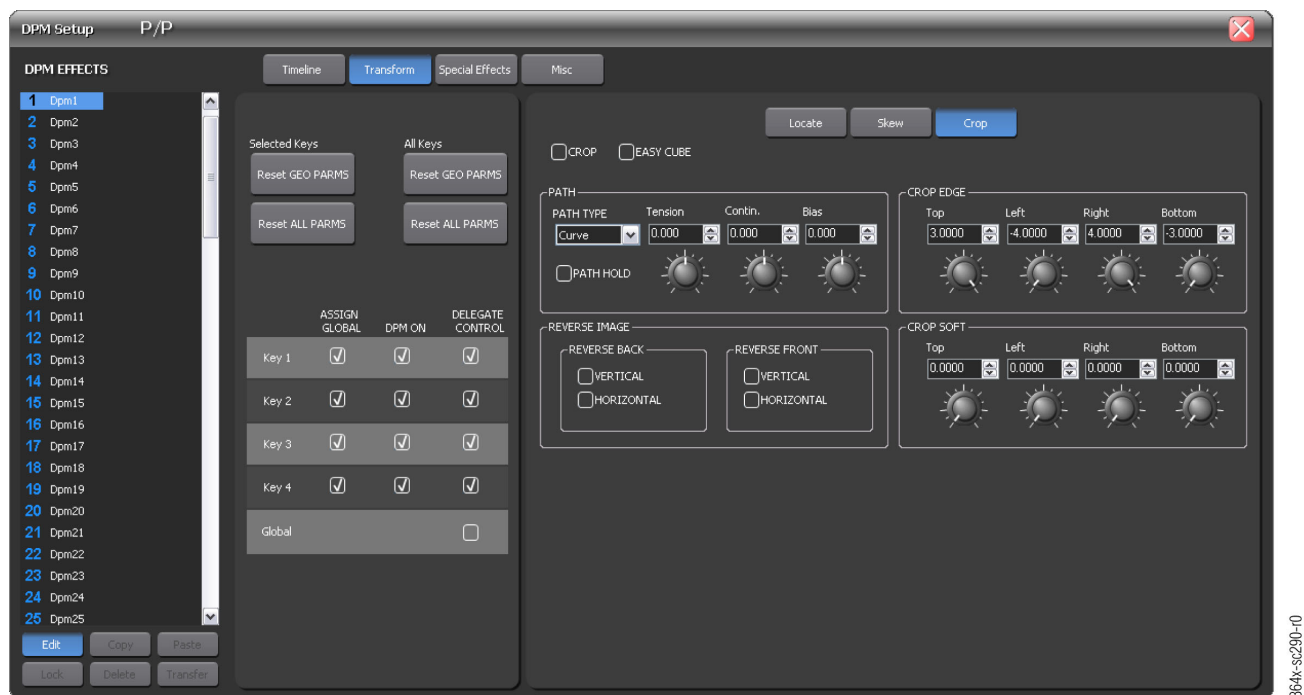 DPM Setup P/P
DPM EFFECTS
Timeline Transform Special Effects Misc
1 Dpm1
2 Dpm2
3 Dpm3
4 Dpm4
5 Dpm5
6 Dpm6
7 Dpm7
8 Dpm8
9 Dpm9
10 Dpm10
11 Dpm11
12 Dpm12
13 Dpm13
14 Dpm14
15 Dpm15
16 Dpm16
17 Dpm17
18 Dpm18
19 Dpm19
20 Dpm20
21 Dpm21
22 Dpm22
23 Dpm23
24 Dpm24
25 Dpm25
Edit Copy Paste
Lock Delete Transfer
Selected Keys All Keys
Reset GEO PARMS Reset GEO PARMS
Reset ALL PARMS Reset ALL PARMS
ASSIGN GLOBAL DPM ON DELEGATE CONTROL
Key 1
Key 2
Key 3
Key 4
Global
Locate Skew Crop
CROP EASY CUBE
PATH
PATH TYPE Tension Contin. Bias
Curve 0.000 0.000 0.000
PATH HOLD
CROP EDGE
Top Left Right Bottom
3.0000 -4.0000 4.0000 -3.0000
REVERSE IMAGE
REVERSE BACK
VERTICAL
HORIZONTAL
REVERSE FRONT
VERTICAL
HORIZONTAL
CROP SOFT
Top Left Right Bottom
0.0000 0.0000 0.0000 0.0000